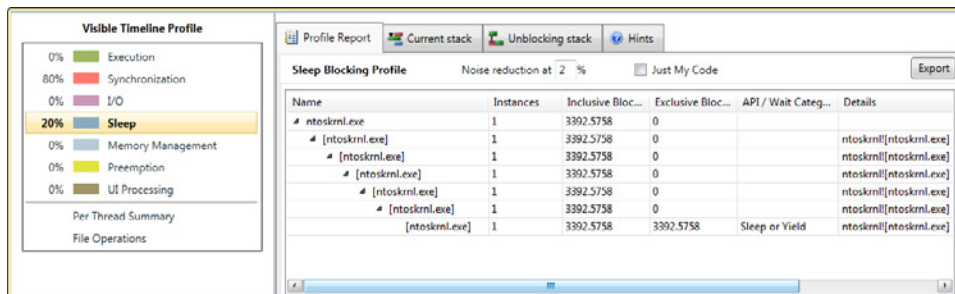 Visible Timeline Profile
0% Execution
80% Synchronization
0% I/O
20% Sleep
0% Memory Management
0% Preemption
0% UI Processing
Per Thread Summary
File Operations
Profile Report Current stack Unblocking stack Hints
Sleep Blocking Profile Noise reduction at 2 % Just My Code Export
Name Instances Inclusive Bloc... Exclusive Bloc... API / Wait Categ... Details
ntoskrnl.exe 1 3392.5758 0
[ntoskrnl.exe] 1 3392.5758 0 ntoskrnl![ntoskrnl.exe]
[ntoskrnl.exe] 1 3392.5758 0 ntoskrnl![ntoskrnl.exe]
[ntoskrnl.exe] 1 3392.5758 0 ntoskrnl![ntoskrnl.exe]
[ntoskrnl.exe] 1 3392.5758 0 ntoskrnl![ntoskrnl.exe]
[ntoskrnl.exe] 1 3392.5758 0 ntoskrnl![ntoskrnl.exe]
[ntoskrnl.exe] 1 3392.5758 3392.5758 Sleep or Yield ntoskrnl![ntoskrnl.exe]